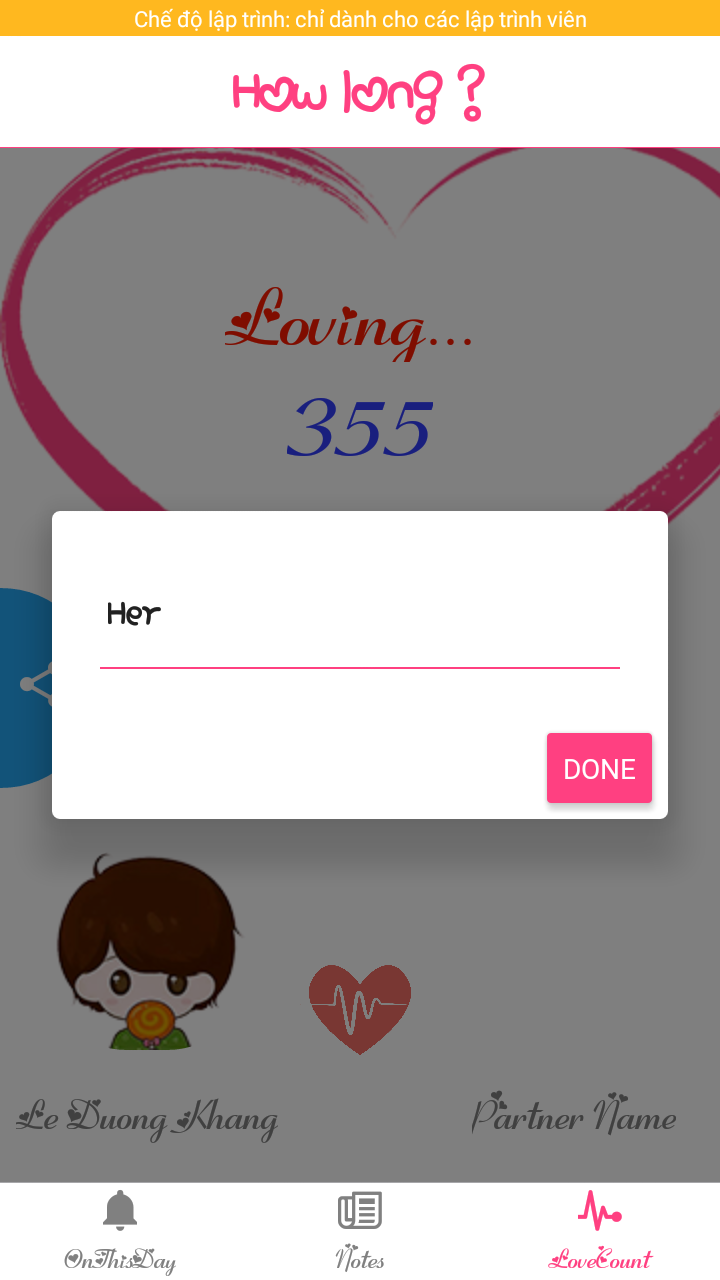 Chế độ lập trình: chỉ dành cho các lập trình viên
How long ?
Loving...
355
Her
DONE
Le Duong Khang
Partner Name
OnThisDay
Notes
LoveCount